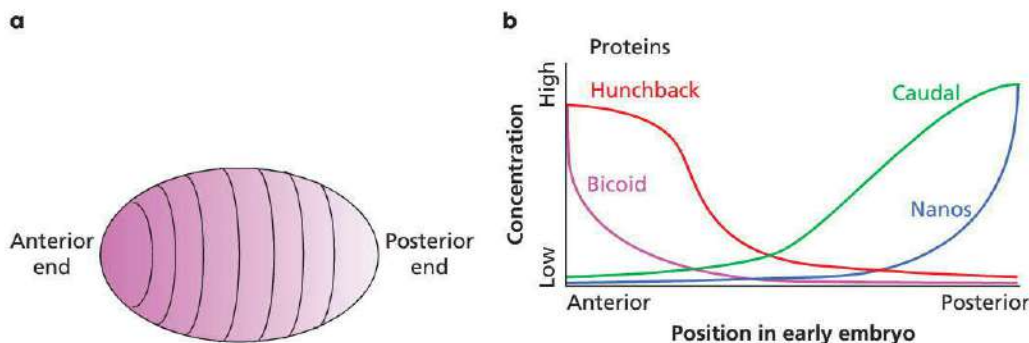 a
Anterior
end
Posterior
end
b
Proteins
High
Hunchback
Caudal
Bicoid
Nanos
Concentration
Low
Anterior
Posterior
Position in early embryo